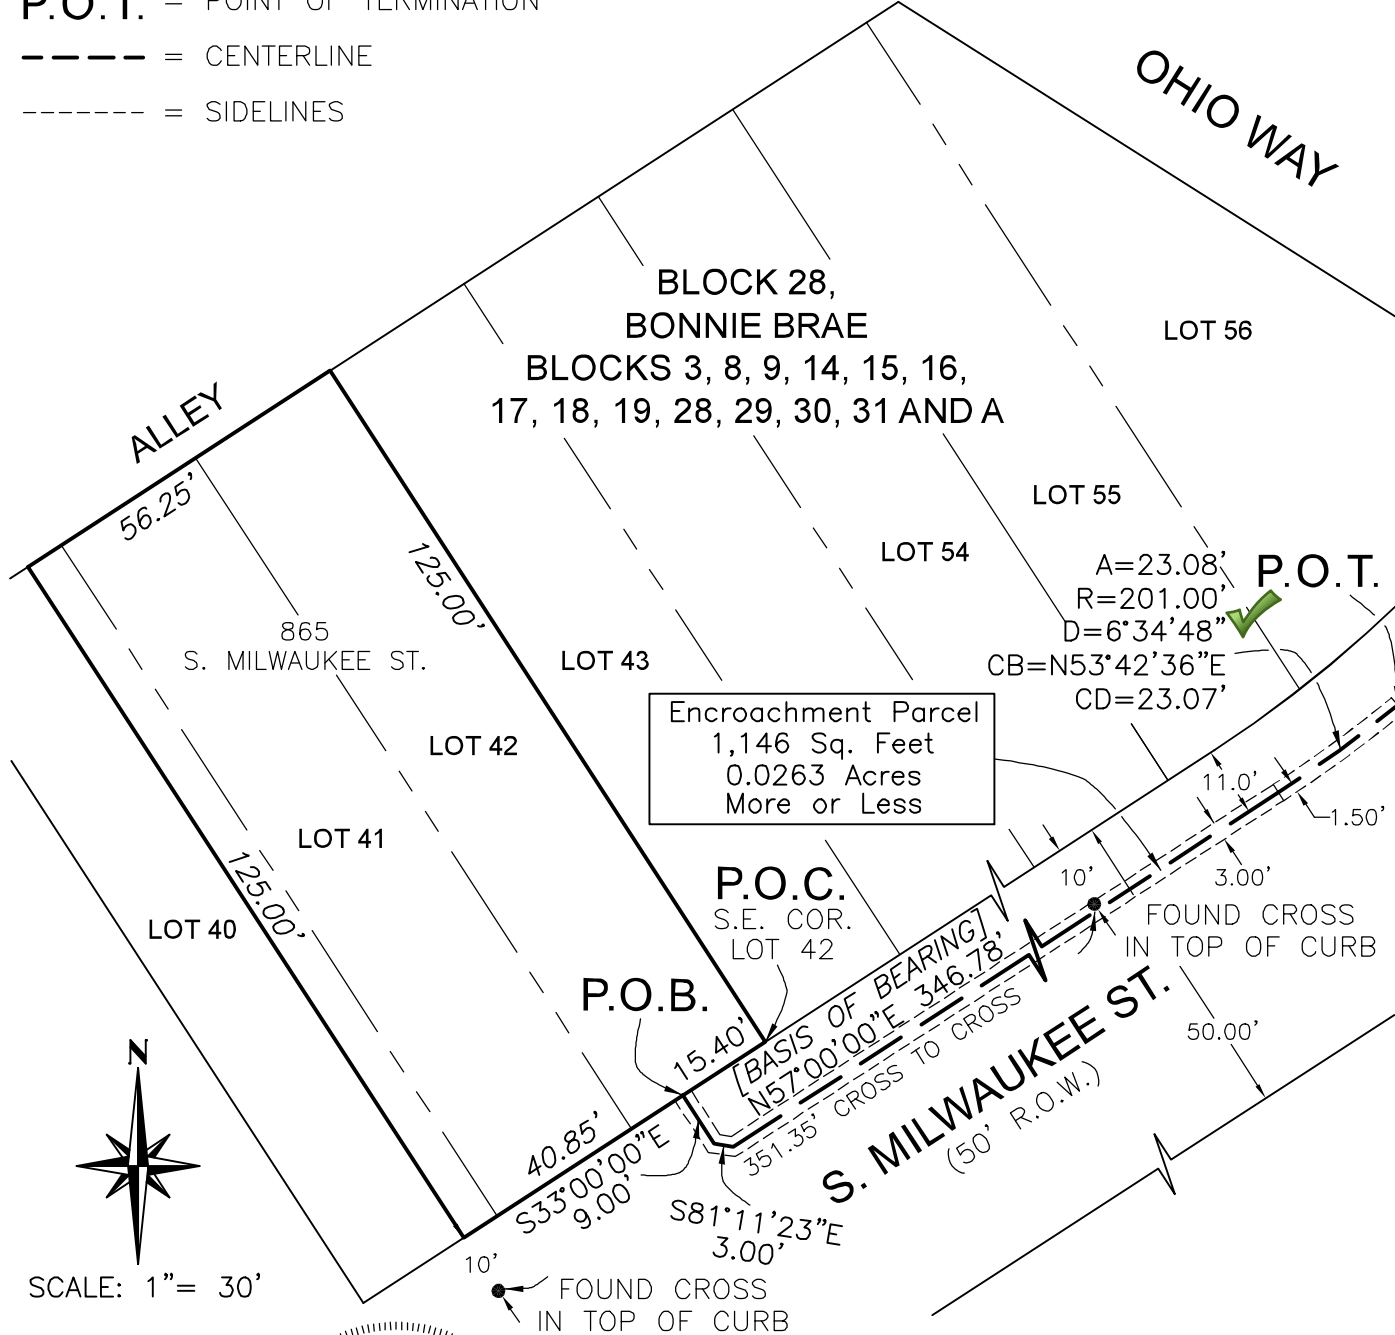 P.O.T. = POINT OF TERMINATION
= CENTERLINE
= SIDELINES
OHIO WAY
BLOCK 28,
BONNIE BRAE
BLOCKS 3, 8, 9, 14, 15, 16,
17, 18, 19, 28, 29, 30, 31 AND A
LOT 56
ALLEY
56.25'
125.00'
LOT 55
LOT 54
A=23.08'
R=201.00'
D=6°34'48"
CB=N53°42'36"E
CD=23.07'
P.O.T.
865
S. MILWAUKEE ST.
LOT 43
LOT 42
LOT 41
LOT 40
125.00'
Encroachment Parcel
1,146 Sq. Feet
0.0263 Acres
More or Less
11.0'
1.50'
3.00'
10'
FOUND CROSS
IN TOP OF CURB
P.O.C.
S.E. COR.
LOT 42
P.O.B.
15.40'
[BASIS OF BEARING]
N57°00'00"E 346.78'
351.35' CROSS TO CROSS
S. MILWAUKEE ST.
(50' R.O.W.)
50.00'
40.85'
S33°00'00"E
9.00'
S81°11'23"E
3.00'
N
SCALE: 1"= 30'
10'
FOUND CROSS
IN TOP OF CURB